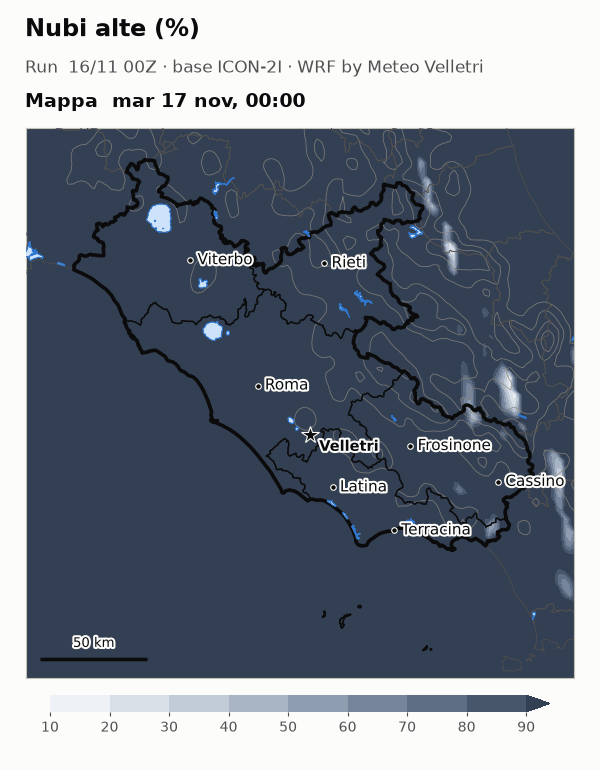 Nubi alte (%)
Run  16/11 00Z · base ICON-2I · WRF by Meteo Velletri
Mappa  mar 17 nov, 00:00
Viterbo
Rieti
Roma
Velletri
Frosinone
Cassino
Latina
Terracina
50 km
10 20 30 40 50 60 70 80 90